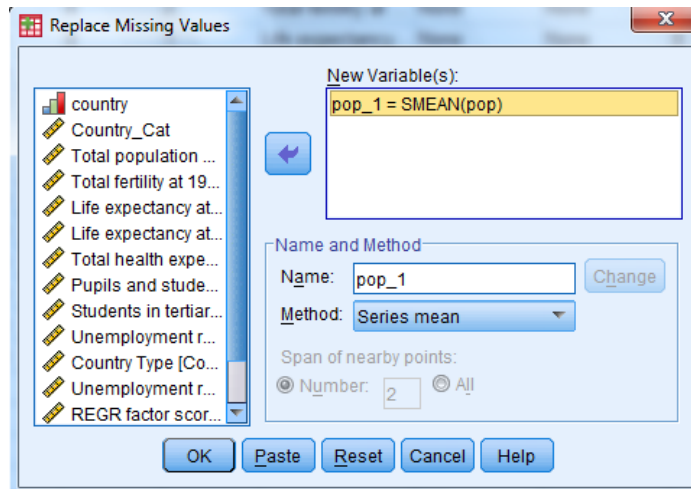 Replace Missing Values
country
Country_Cat
Total population ...
Total fertility at 19...
Life expectancy at...
Life expectancy at...
Total health expe...
Pupils and stude...
Students in tertiar...
Unemployment r...
Country Type [Co...
Unemployment r...
REGR factor scor...
New Variable(s):
pop_1 = SMEAN(pop)
Name and Method
Name: pop_1 Change
Method: Series mean
Span of nearby points:
Number: 2 All
OK Paste Reset Cancel Help